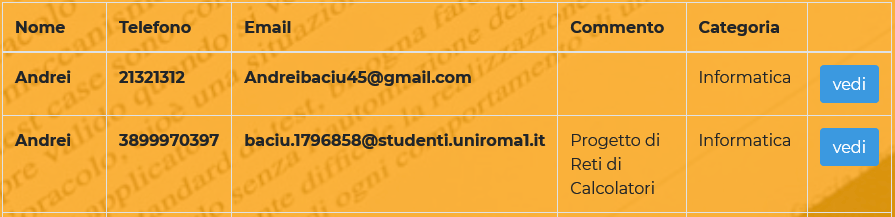 Nome Telefono Email Commento Categoria
Andrei 21321312 Andreibaciu45@gmail.com Informatica vedi
Andrei 3899970397 baciu.1796858@studenti.uniroma1.it Progetto di Informatica vedi
Reti di
Calcolatori